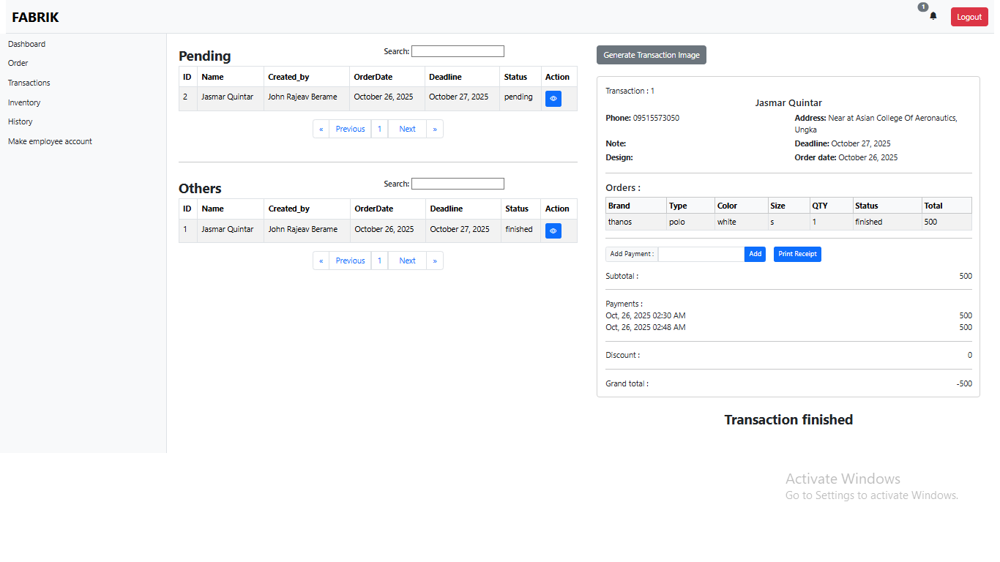 FABRIK
1
Logout
Dashboard
Order
Transactions
Inventory
History
Make employee account
Pending
Search:
ID Name Created_by OrderDate Deadline Status Action
2 Jasmar Quintar John Rajeav Berame October 26, 2025 October 27, 2025 pending
« Previous 1 Next »
Others
Search:
ID Name Created_by OrderDate Deadline Status Action
1 Jasmar Quintar John Rajeav Berame October 26, 2025 October 27, 2025 finished
« Previous 1 Next »
Generate Transaction Image
Transaction : 1
Jasmar Quintar
Phone: 09515573050
Address: Near at Asian College Of Aeronautics,
Ungka
Note:
Deadline: October 27, 2025
Design:
Order date: October 26, 2025
Orders :
Brand Type Color Size QTY Status Total
thanos polo white s 1 finished 500
Add Payment : Add Print Receipt
Subtotal : 500
Payments :
Oct, 26, 2025 02:30 AM 500
Oct, 26, 2025 02:48 AM 500
Discount : 0
Grand total : -500
Transaction finished
Activate Windows
Go to Settings to activate Windows.